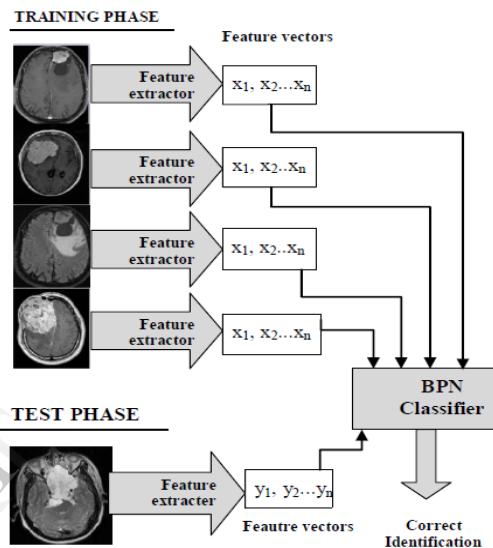 TRAINING PHASE
Feature vectors
Feature
extractor
x1, x2...xn
Feature
extractor
x1, x2...xn
Feature
extractor
x1, x2...xn
Feature
extractor
x1, x2...xn
BPN
Classifier
TEST PHASE
Feature
extracter
y1, y2...yn
Feautre vectors
Correct
Identification